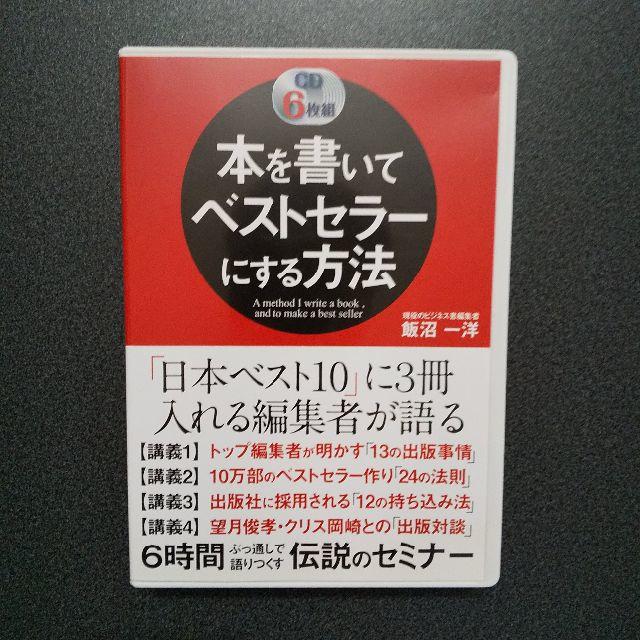 CD
6枚組
本を書いて
ベストセラー
にする方法
A method I write a book ,
and to make a best seller
現役のビジネス書編集者
飯沼 一洋
「日本ベスト10」に3冊
入れる編集者が語る
【講義1】トップ編集者が明かす「13の出版事情」
【講義2】10万部のベストセラー作り「24の法則」
【講義3】出版社に採用される「12の持ち込み法」
【講義4】望月俊孝・クリス岡崎との「出版対談」
6時間 ぶっ通しで語りつくす 伝説のセミナー